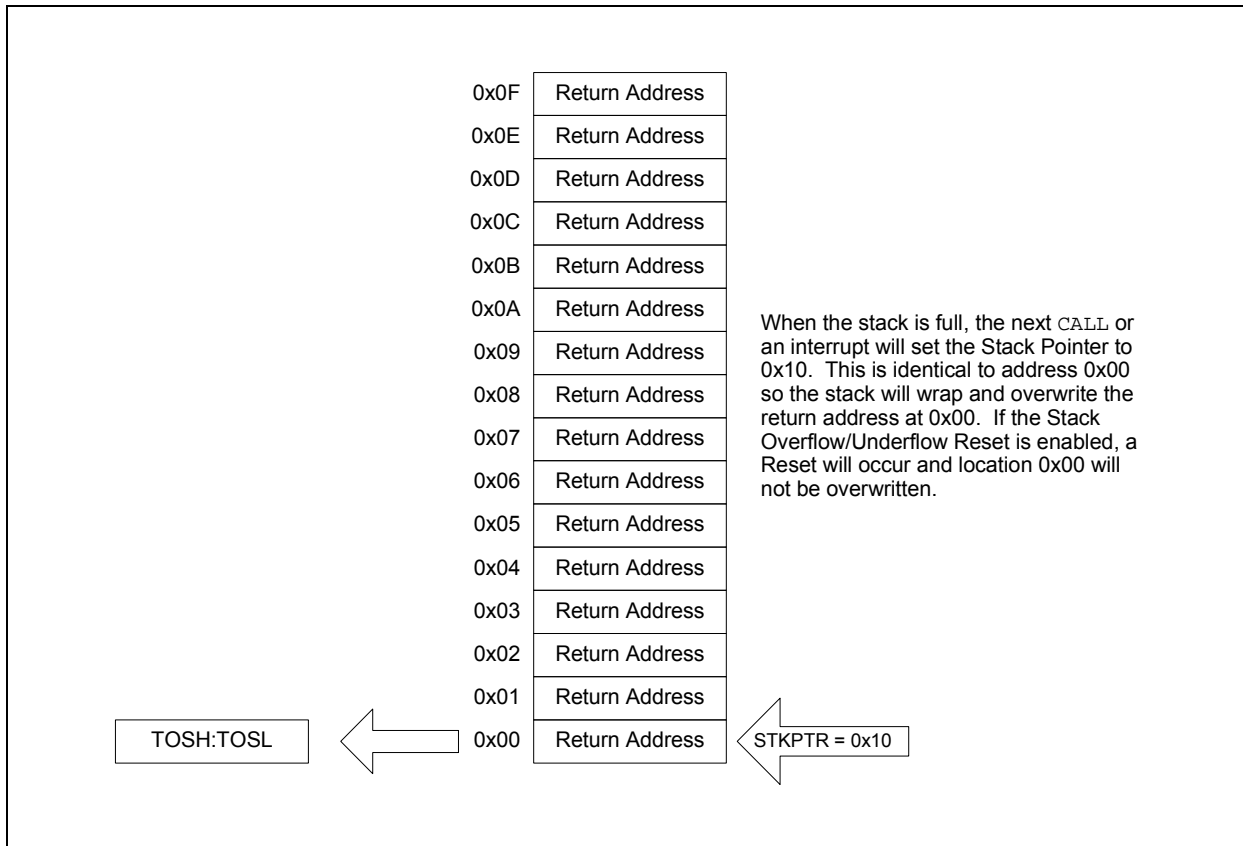 0x0F Return Address
0x0E Return Address
0x0D Return Address
0x0C Return Address
0x0B Return Address
0x0A Return Address
0x09 Return Address
0x08 Return Address
0x07 Return Address
0x06 Return Address
0x05 Return Address
0x04 Return Address
0x03 Return Address
0x02 Return Address
0x01 Return Address
TOSH:TOSL 0x00 Return Address STKPTR = 0x10
When the stack is full, the next CALL or
an interrupt will set the Stack Pointer to
0x10. This is identical to address 0x00
so the stack will wrap and overwrite the
return address at 0x00. If the Stack
Overflow/Underflow Reset is enabled, a
Reset will occur and location 0x00 will
not be overwritten.